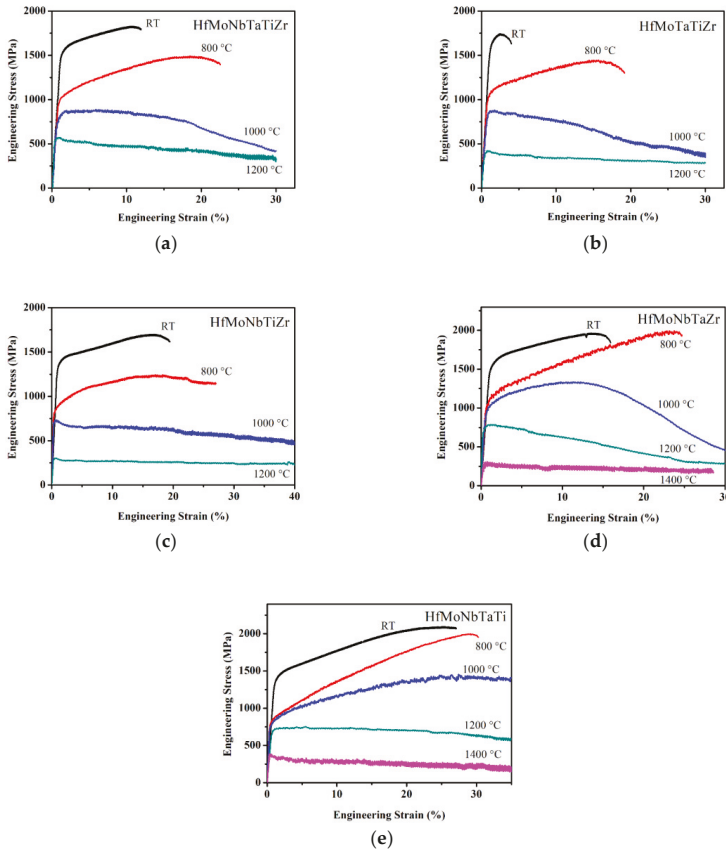 HfMoNbTaTiZr
RT
800 °C
1000 °C
1200 °C
Engineering Stress (MPa)
2000
1500
1000
500
0
0 10 20 30
Engineering Strain (%)
(a)
HfMoTaTiZr
RT
800 °C
1000 °C
1200 °C
Engineering Stress (MPa)
2000
1500
1000
500
0
0 10 20 30
Engineering Strain (%)
(b)
HfMoNbTiZr
RT
800 °C
1000 °C
1200 °C
Engineering Stress (MPa)
2000
1500
1000
500
0
0 10 20 30 40
Engineering Strain (%)
(c)
HfMoNbTaZr
RT
800 °C
1000 °C
1200 °C
1400 °C
Engineering Stress (MPa)
2000
1500
1000
500
0
0 10 20 30
Engineering Strain (%)
(d)
HfMoNbTaTi
RT
800 °C
1000 °C
1200 °C
1400 °C
Engineering Stress (MPa)
2000
1500
1000
500
0
0 10 20 30
Engineering Strain (%)
(e)